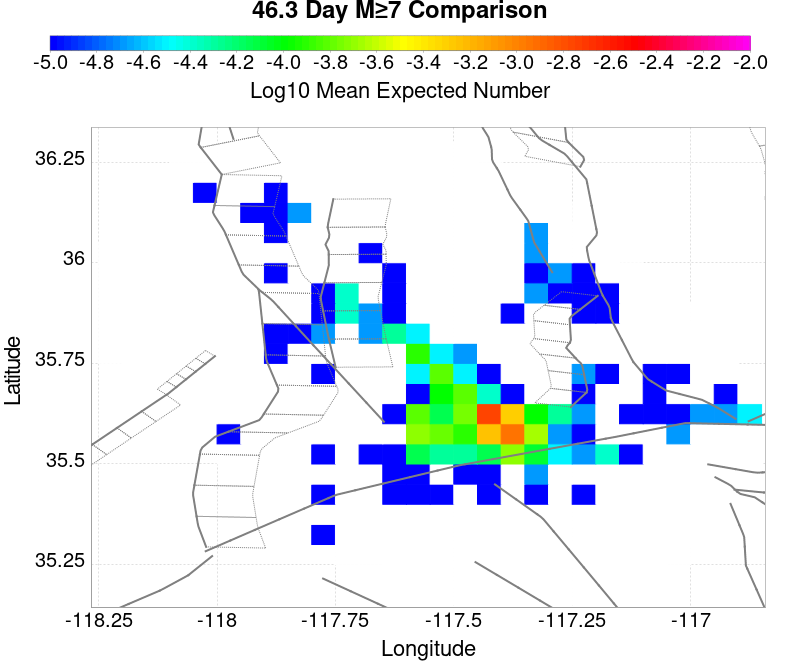 46.3 Day M≥7 Comparison
-5.0 -4.8 -4.6 -4.4 -4.2 -4.0 -3.8 -3.6 -3.4 -3.2 -3.0 -2.8 -2.6 -2.4 -2.2 -2.0
Log10 Mean Expected Number
36.25
36
35.75
35.5
35.25
Latitude
-118.25 -118 -117.75 -117.5 -117.25 -117
Longitude